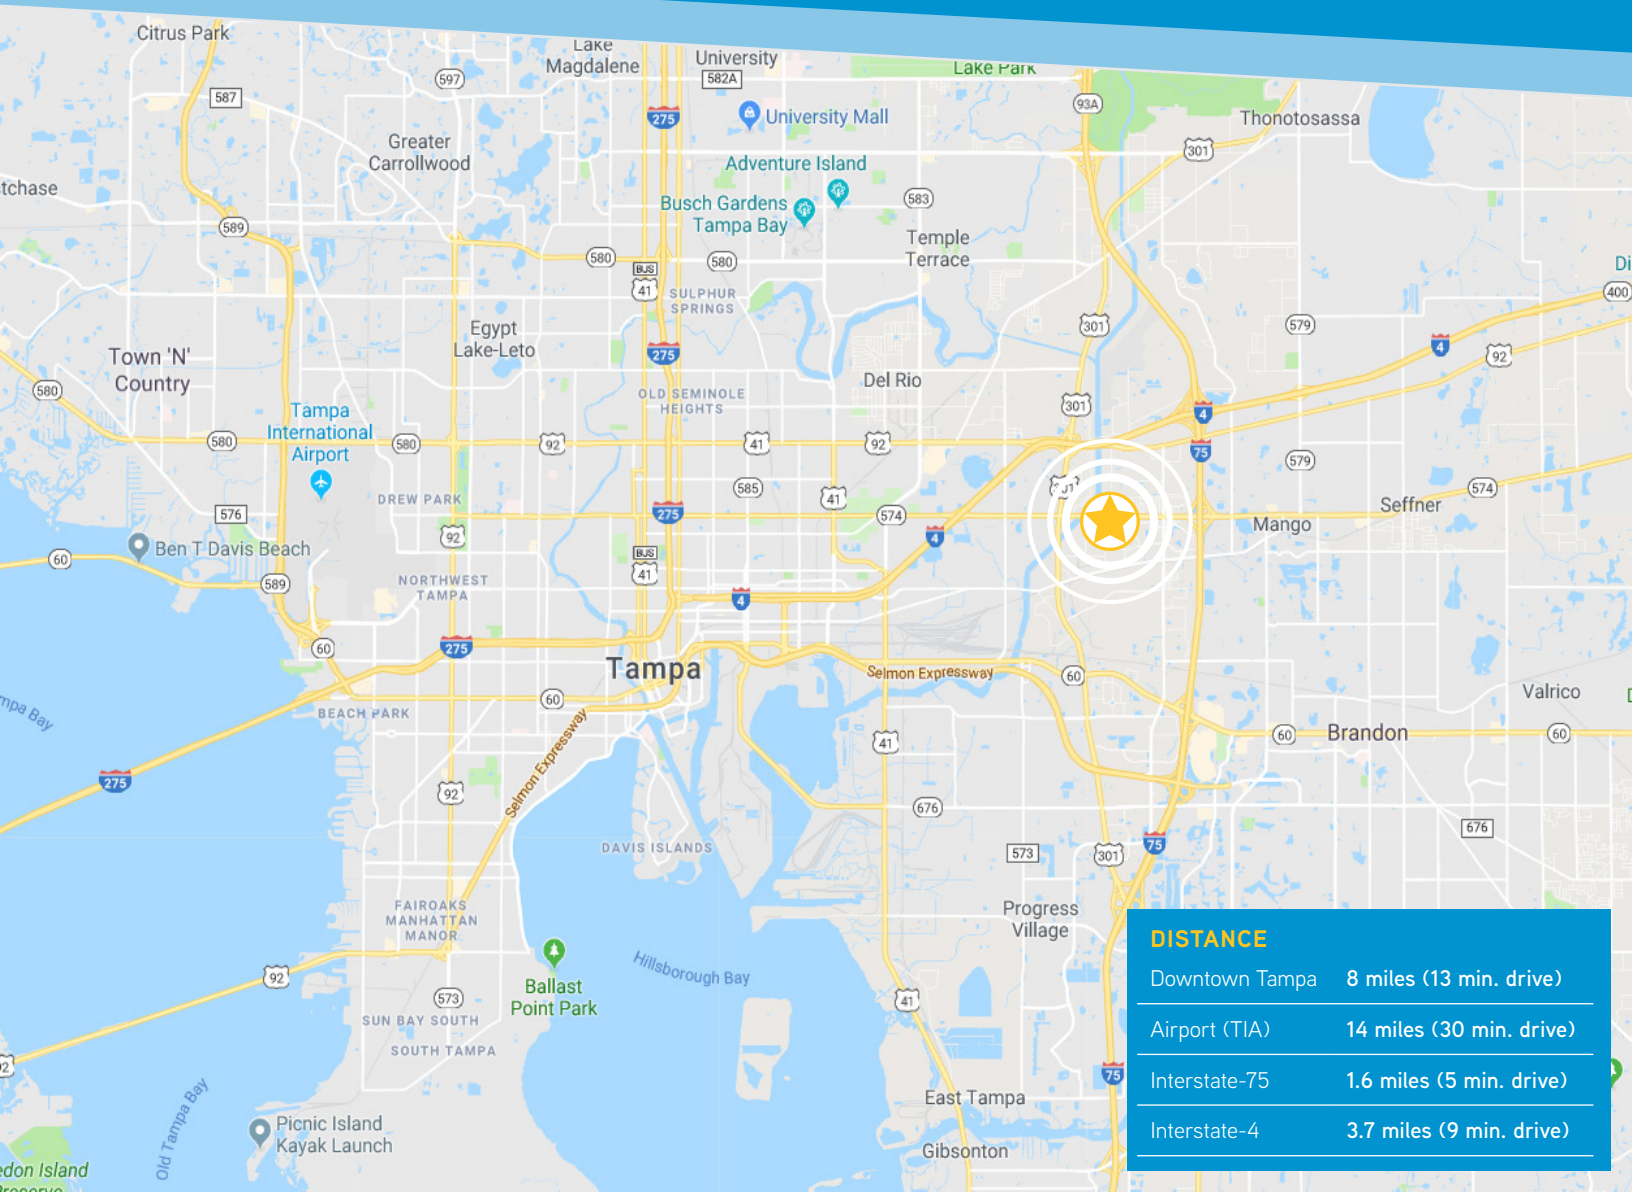 Citrus Park
Lake
Magdalene
University
582A
Lake Park
597
587
275
University Mall
93A
Thonotosassa
Greater
Carrollwood
301
Adventure Island
tchase
Busch Gardens
Tampa Bay
583
589
Temple
Terrace
580
580
BUS
41
SULPHUR
SPRINGS
400
Egypt
Lake-Leto
301
579
4
92
Town 'N'
Country
275
580
Del Rio
OLD SEMINOLE
HEIGHTS
301
4
Tampa
International
Airport
580
580
92
41
92
75
579
DREW PARK
585
41
301
574
Seffner
576
275
574
Mango
92
4
Ben T Davis Beach
60
BUS
41
589
NORTHWEST
TAMPA
4
60
275
Tampa
Selmon Expressway
60
Valrico
mpa Bay
BEACH PARK
60
60
Brandon
60
41
Selmon Expressway
275
92
676
676
DAVIS ISLANDS
573
301
75
FAIROAKS
MANHATTAN
MANOR
Progress
Village
92
Hillsborough Bay
Ballast
Point Park
573
41
SUN BAY SOUTH
SOUTH TAMPA
75
Old Tampa Bay
East Tampa
Picnic Island
Kayak Launch
Gibsonton
edon Island
Preserve
DISTANCE
Downtown Tampa 8 miles (13 min. drive)
Airport (TIA) 14 miles (30 min. drive)
Interstate-75 1.6 miles (5 min. drive)
Interstate-4 3.7 miles (9 min. drive)